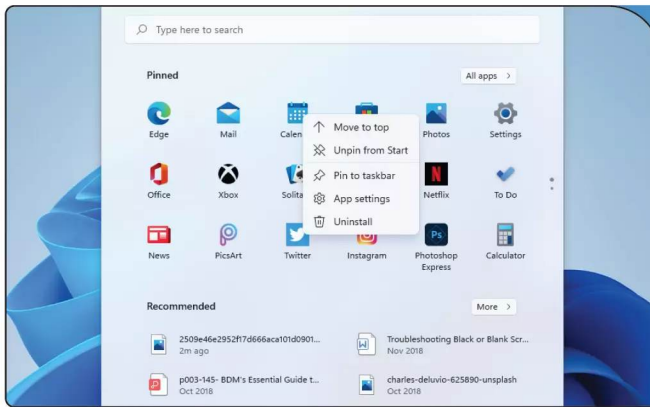 Type here to search
Pinned
All apps >
Edge
Mail
Calen
Photos
Settings
Move to top
Unpin from Start
Pin to taskbar
App settings
Uninstall
Office
Xbox
Solita
Netflix
To Do
News
PicsArt
Twitter
Instagram
Photoshop Express
Calculator
Ps
Recommended
More >
2509e46e2952f17d666aca101d0901...
2m ago
Troubleshooting Black or Blank Scr...
Nov 2018
p003-145- BDM's Essential Guide t...
Oct 2018
charles-deluvio-625890-unsplash
Oct 2018